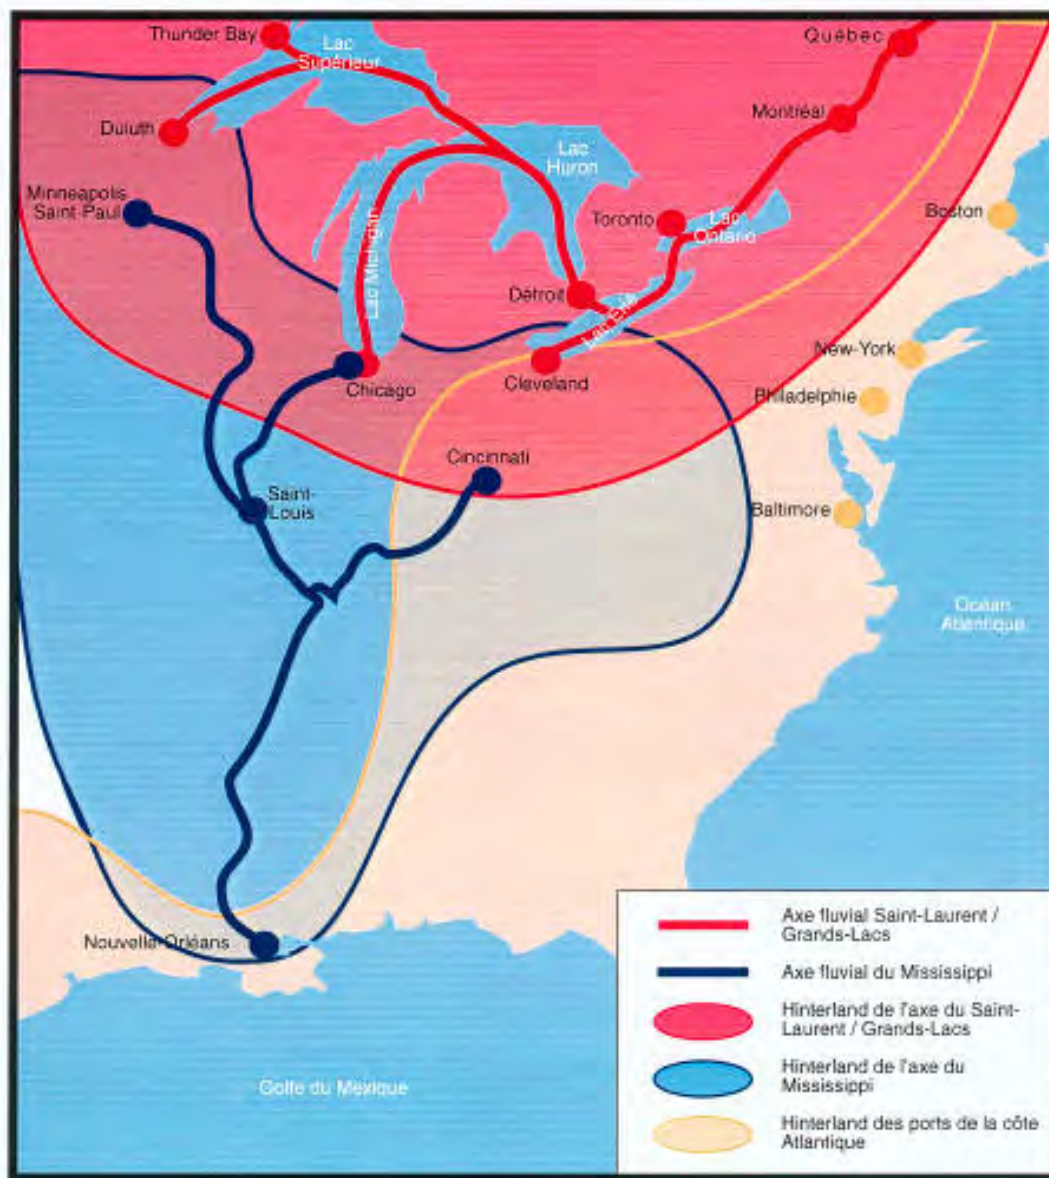 Thunder Bay
Lac
Supérieur
Québec
Duluth
Montréal
Lac
Huron
Minneapolis
Saint-Paul
Toronto
Lac
Ontario
Boston
Lac Michigan
Détroit
Lac Érié
New-York
Chicago
Cleveland
Philadelphie
Cincinnati
Saint-
Louis
Baltimore
Océan
Atlantique
Nouvelle-Orléans
Golfe du Mexique
Axe fluvial Saint-Laurent /
Grands-Lacs
Axe fluvial du Mississippi
Hinterland de l'axe du Saint-
Laurent / Grands-Lacs
Hinterland de l'axe du
Mississippi
Hinterland des ports de la côte
Atlantique